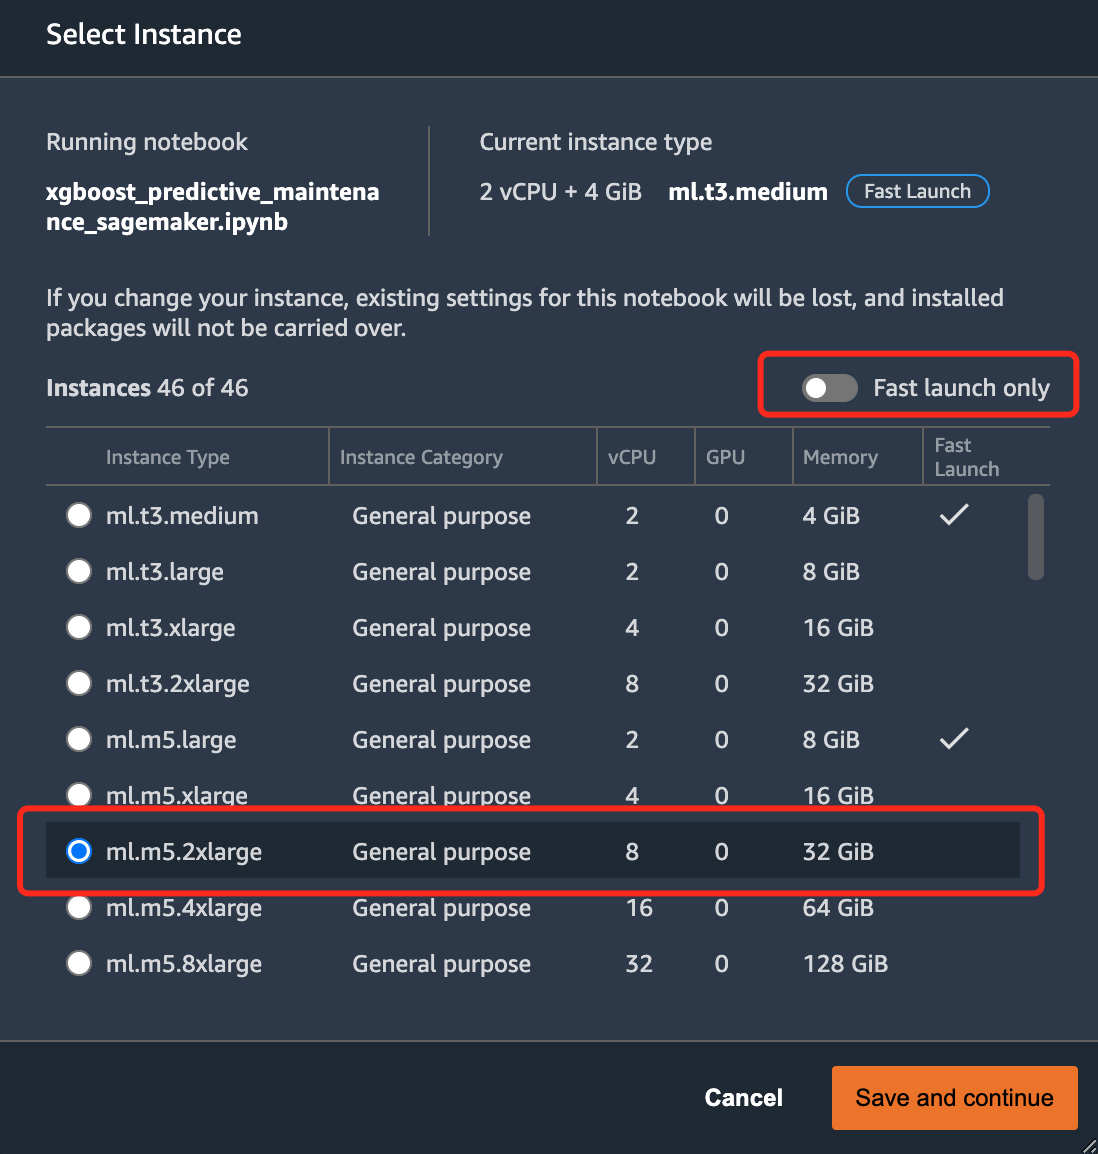 Select Instance
Running notebook
xgboost_predictive_maintena
nce_sagemaker.ipynb
Current instance type
2 vCPU + 4 GiB ml.t3.medium Fast Launch
If you change your instance, existing settings for this notebook will be lost, and installed
packages will not be carried over.
Instances 46 of 46 Fast launch only
Instance Type Instance Category vCPU GPU Memory Fast
Launch
ml.t3.medium General purpose 2 0 4 GiB
ml.t3.large General purpose 2 0 8 GiB
ml.t3.xlarge General purpose 4 0 16 GiB
ml.t3.2xlarge General purpose 8 0 32 GiB
ml.m5.large General purpose 2 0 8 GiB
ml.m5.xlarge General purpose 4 0 16 GiB
ml.m5.2xlarge General purpose 8 0 32 GiB
ml.m5.4xlarge General purpose 16 0 64 GiB
ml.m5.8xlarge General purpose 32 0 128 GiB
Cancel Save and continue